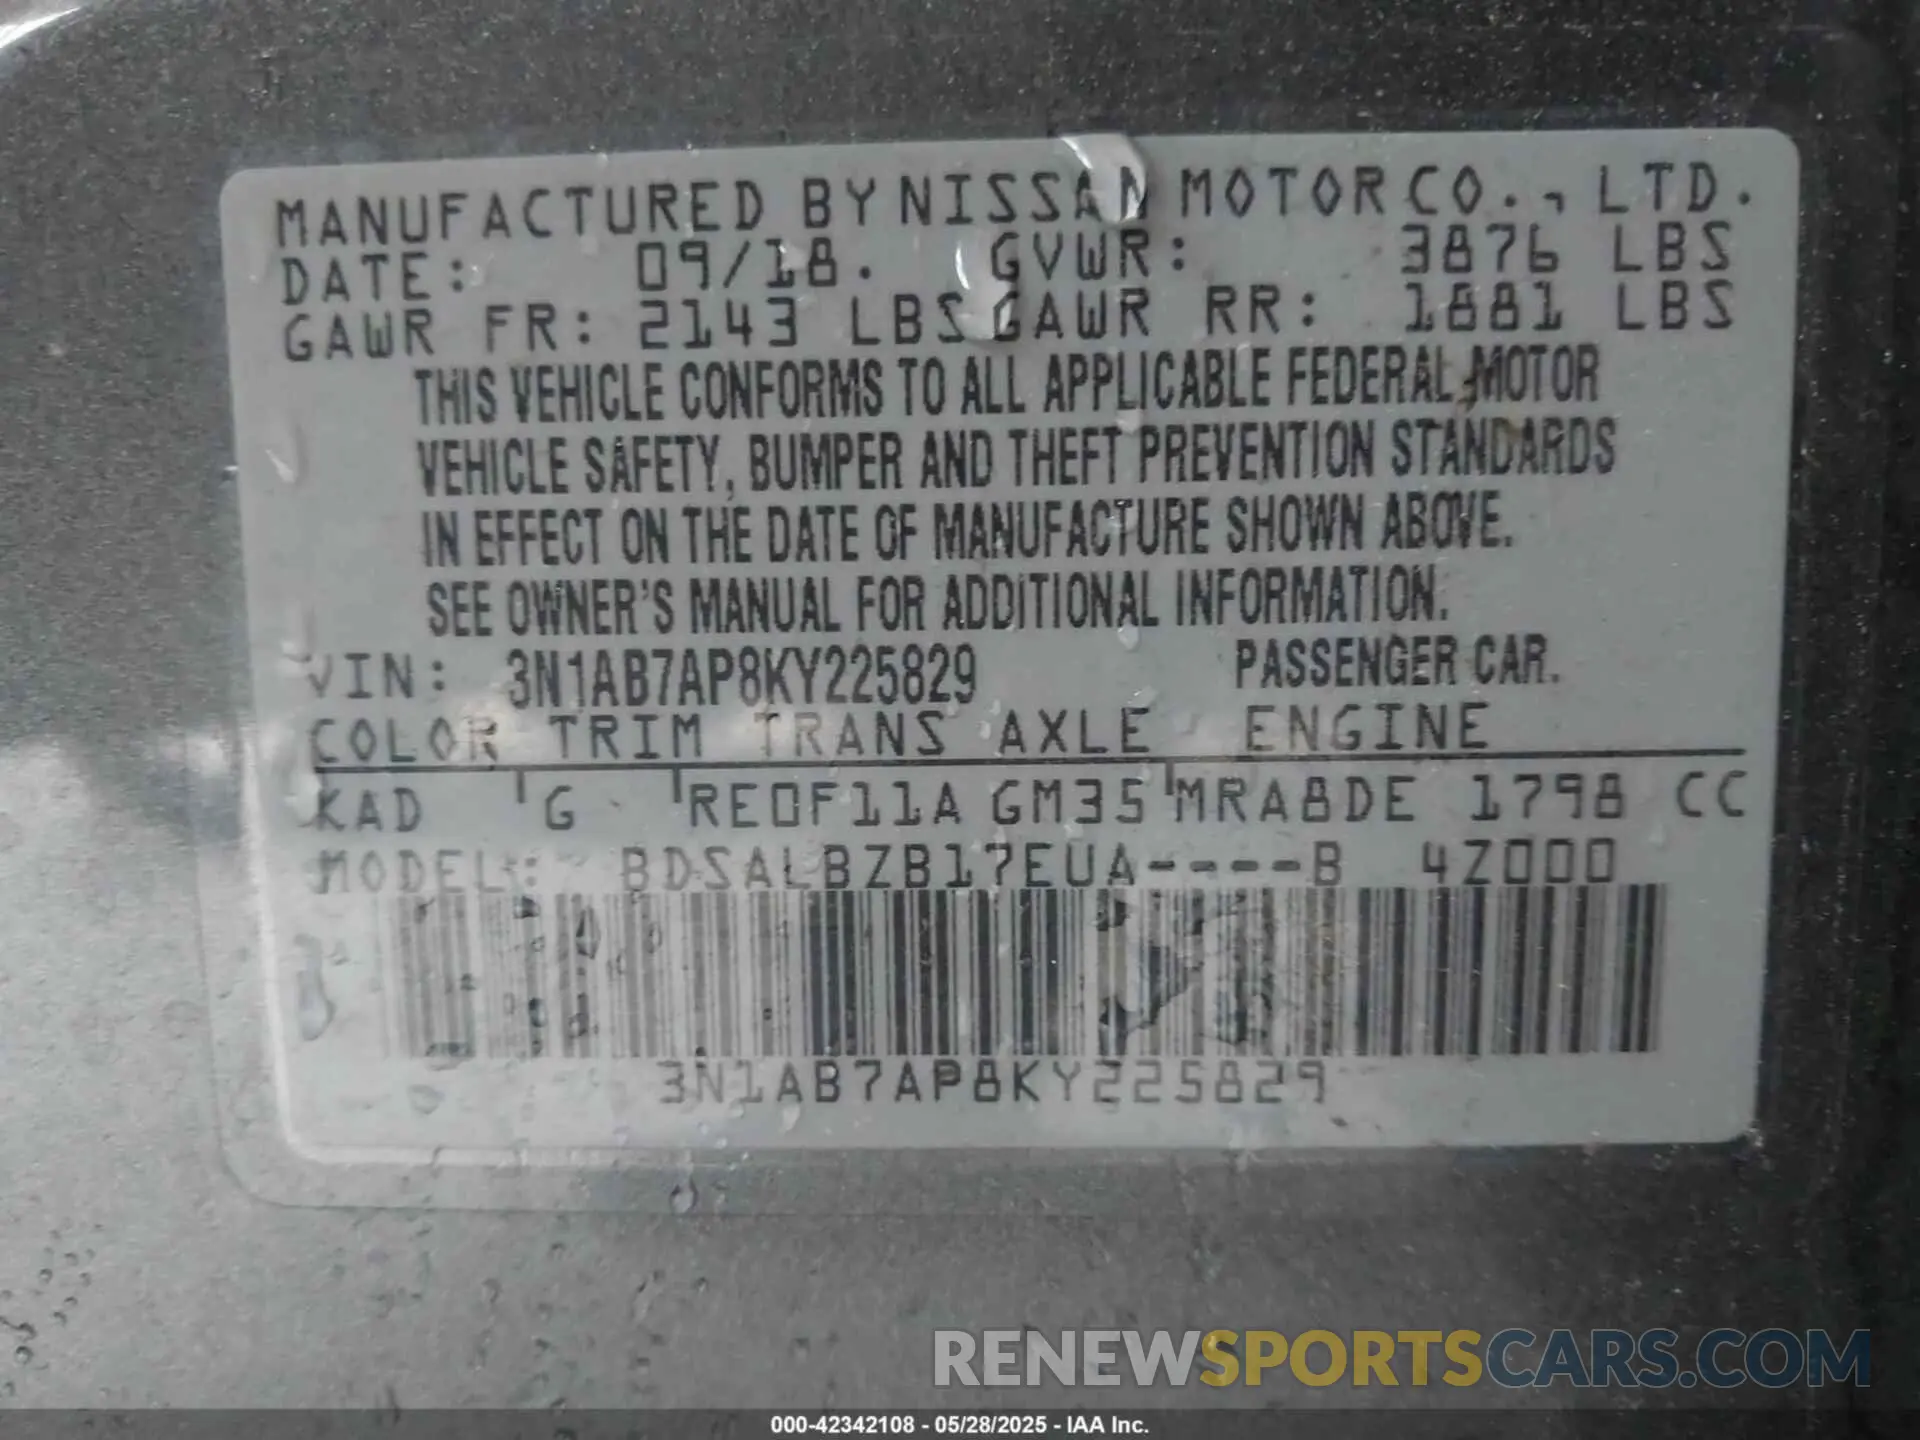 MANUFACTURED BY NISSAN MOTOR CO., LTD.
DATE: 09/18. GVWR: 3876 LBS
GAWR FR: 2143 LBS GAWR RR: 1881 LBS
THIS VEHICLE CONFORMS TO ALL APPLICABLE FEDERAL MOTOR
VEHICLE SAFETY, BUMPER AND THEFT PREVENTION STANDARDS
IN EFFECT ON THE DATE OF MANUFACTURE SHOWN ABOVE.
SEE OWNER'S MANUAL FOR ADDITIONAL INFORMATION.
VIN: 3N1AB7AP8KY225829 PASSENGER CAR.
COLOR TRIM TRANS AXLE ENGINE
KAD G RE0F11A GM35 MRA8DE 1798 CC
MODEL: BDSALBZB17EUA----B 4Z000
3N1AB7AP8KY225829
RENEWSPORTSCARS.COM
000-42342108 - 05/28/2025 - IAA Inc.